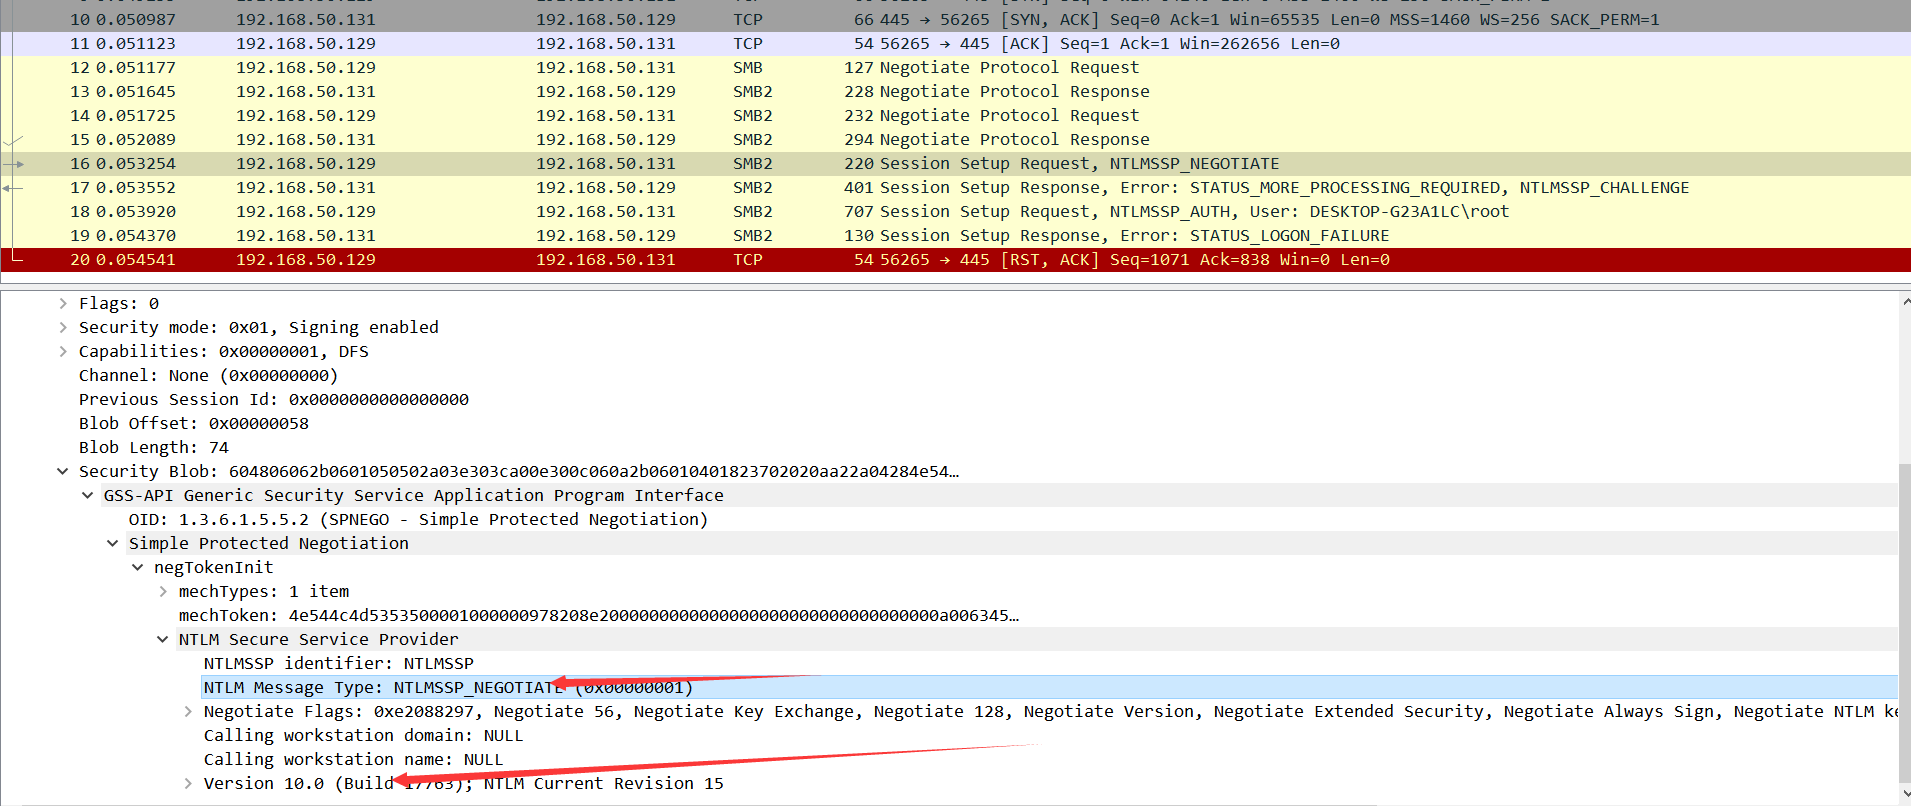 10 0.050987 192.168.50.131 192.168.50.129 TCP 66 445 → 56265 [SYN, ACK] Seq=0 Ack=1 Win=65535 Len=0 MSS=1460 WS=256 SACK_PERM=1
11 0.051123 192.168.50.129 192.168.50.131 TCP 54 56265 → 445 [ACK] Seq=1 Ack=1 Win=262656 Len=0
12 0.051177 192.168.50.129 192.168.50.131 SMB 127 Negotiate Protocol Request
13 0.051645 192.168.50.131 192.168.50.129 SMB2 228 Negotiate Protocol Response
14 0.051725 192.168.50.129 192.168.50.131 SMB2 232 Negotiate Protocol Request
15 0.052089 192.168.50.131 192.168.50.129 SMB2 294 Negotiate Protocol Response
16 0.053254 192.168.50.129 192.168.50.131 SMB2 220 Session Setup Request, NTLMSSP_NEGOTIATE
17 0.053552 192.168.50.131 192.168.50.129 SMB2 401 Session Setup Response, Error: STATUS_MORE_PROCESSING_REQUIRED, NTLMSSP_CHALLENGE
18 0.053920 192.168.50.129 192.168.50.131 SMB2 707 Session Setup Request, NTLMSSP_AUTH, User: DESKTOP-G23A1LC\root
19 0.054370 192.168.50.131 192.168.50.129 SMB2 130 Session Setup Response, Error: STATUS_LOGON_FAILURE
20 0.054541 192.168.50.129 192.168.50.131 TCP 54 56265 → 445 [RST, ACK] Seq=1071 Ack=838 Win=0 Len=0
Flags: 0
Security mode: 0x01, Signing enabled
Capabilities: 0x00000001, DFS
Channel: None (0x00000000)
Previous Session Id: 0x0000000000000000
Blob Offset: 0x00000058
Blob Length: 74
Security Blob: 604806062b0601050502a03e303ca00e300c060a2b06010401823702020aa22a04284e54…
GSS-API Generic Security Service Application Program Interface
OID: 1.3.6.1.5.5.2 (SPNEGO - Simple Protected Negotiation)
Simple Protected Negotiation
negTokenInit
mechTypes: 1 item
mechToken: 4e544c4d5353500001000000978208e2000000000000000000000000000000000a006345…
NTLM Secure Service Provider
NTLMSSP identifier: NTLMSSP
NTLM Message Type: NTLMSSP_NEGOTIATE (0x00000001)
Negotiate Flags: 0xe2088297, Negotiate 56, Negotiate Key Exchange, Negotiate 128, Negotiate Version, Negotiate Extended Security, Negotiate Always Sign, Negotiate NTLM ke
Calling workstation domain: NULL
Calling workstation name: NULL
Version 10.0 (Build 17763); NTLM Current Revision 15